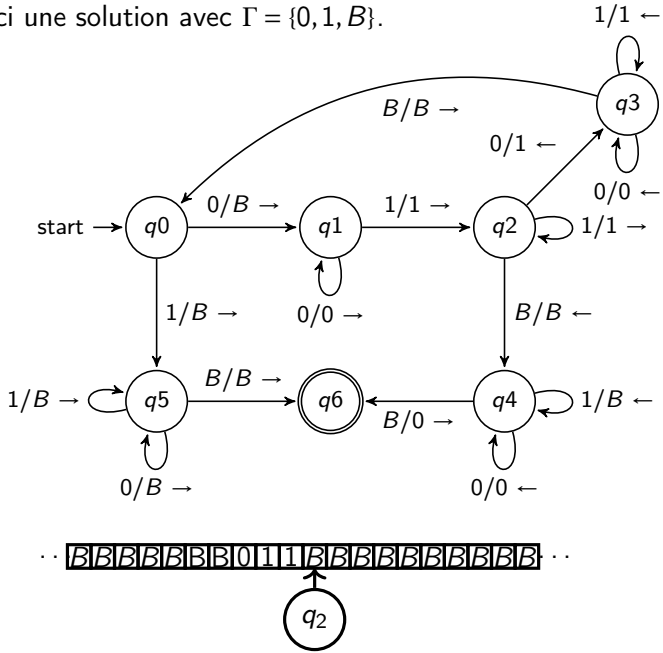 ci une solution avec Γ = {0, 1, B}.
1/1 ←
q3
B/B →
0/1 ←
0/0 ←
start
q0
0/B →
q1
1/1 →
q2
1/1 →
0/0 →
1/B →
B/B ←
1/B →
q5
B/B →
q6
B/0 →
q4
1/B ←
0/B →
0/0 ←
·· BBBBBBB011BBBBBBBBBB ···
q2